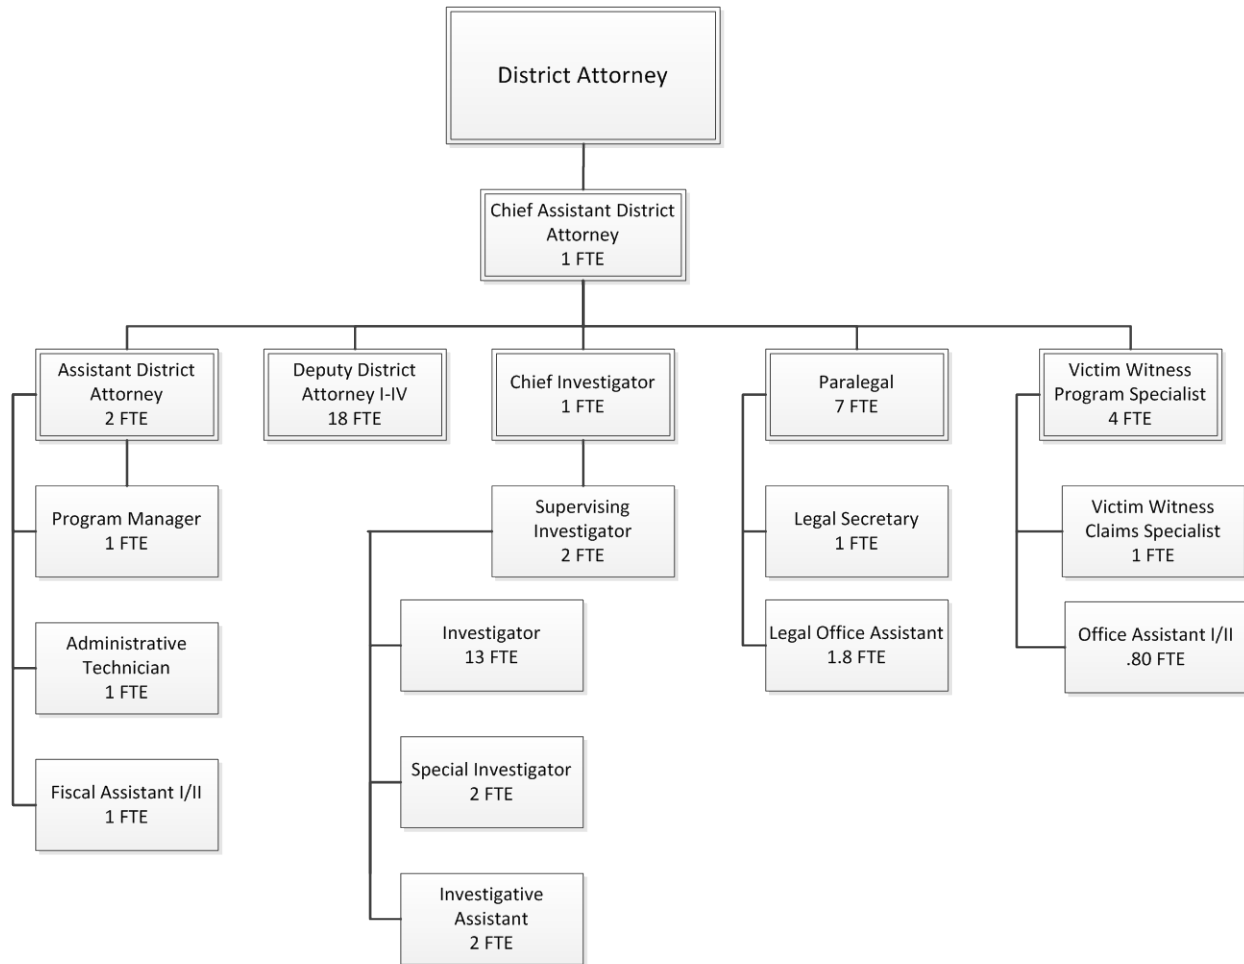 District Attorney
Chief Assistant District
Attorney
1 FTE
Assistant District
Attorney
2 FTE
Deputy District
Attorney I-IV
18 FTE
Chief Investigator
1 FTE
Paralegal
7 FTE
Victim Witness
Program Specialist
4 FTE
Program Manager
1 FTE
Supervising
Investigator
2 FTE
Legal Secretary
1 FTE
Victim Witness
Claims Specialist
1 FTE
Administrative
Technician
1 FTE
Investigator
13 FTE
Legal Office Assistant
1.8 FTE
Office Assistant I/II
.80 FTE
Fiscal Assistant I/II
1 FTE
Special Investigator
2 FTE
Investigative
Assistant
2 FTE